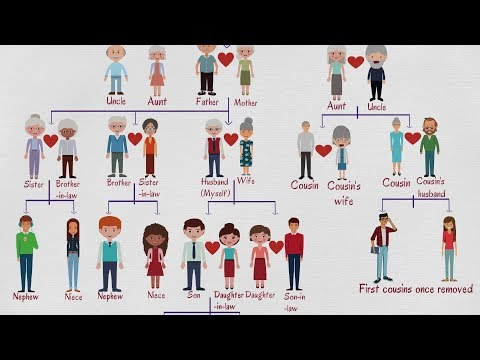 Uncle Aunt Father Mother Aunt Uncle
Sister Brother
-in-law Brother Sister
-in-law Husband
(Myself) Wife Cousin Cousin's
wife Cousin Cousin's
husband
Nephew Niece Nephew Niece Son Daughter
-in-law Daughter Son-in
-law First cousins once removed